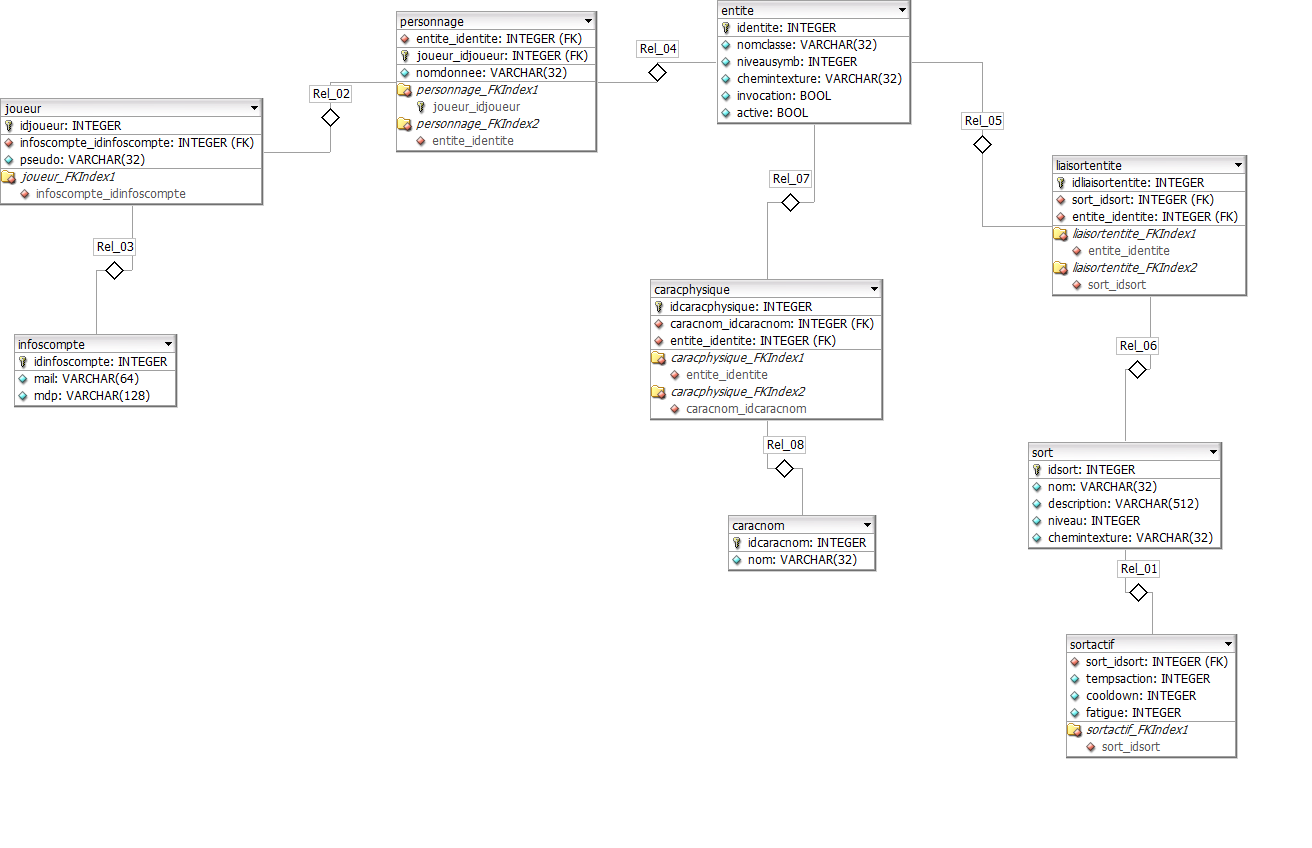 joueur
idjoueur: INTEGER
infoscompte_idinfoscompte: INTEGER (FK)
pseudo: VARCHAR(32)
joueur_FKIndex1
infoscompte_idinfoscompte
Rel_03
infoscompte
idinfoscompte: INTEGER
mail: VARCHAR(64)
mdp: VARCHAR(128)
Rel_02
personnage
entite_identite: INTEGER (FK)
joueur_idjoueur: INTEGER (FK)
nomdonnee: VARCHAR(32)
personnage_FKIndex1
joueur_idjoueur
personnage_FKIndex2
entite_identite
Rel_04
entite
identite: INTEGER
nomclasse: VARCHAR(32)
niveausymb: INTEGER
chemintexture: VARCHAR(32)
invocation: BOOL
active: BOOL
Rel_07
caracphysique
idcaracphysique: INTEGER
caracnom_idcaracnom: INTEGER (FK)
entite_identite: INTEGER (FK)
caracphysique_FKIndex1
entite_identite
caracphysique_FKIndex2
caracnom_idcaracnom
Rel_08
caracnom
idcaracnom: INTEGER
nom: VARCHAR(32)
Rel_05
liaisortentite
idliaisortentite: INTEGER
sort_idsort: INTEGER (FK)
entite_identite: INTEGER (FK)
liaisortentite_FKIndex1
entite_identite
liaisortentite_FKIndex2
sort_idsort
Rel_06
sort
idsort: INTEGER
nom: VARCHAR(32)
description: VARCHAR(512)
niveau: INTEGER
chemintexture: VARCHAR(32)
Rel_01
sortactif
sort_idsort: INTEGER (FK)
tempsaction: INTEGER
cooldown: INTEGER
fatigue: INTEGER
sortactif_FKIndex1
sort_idsort